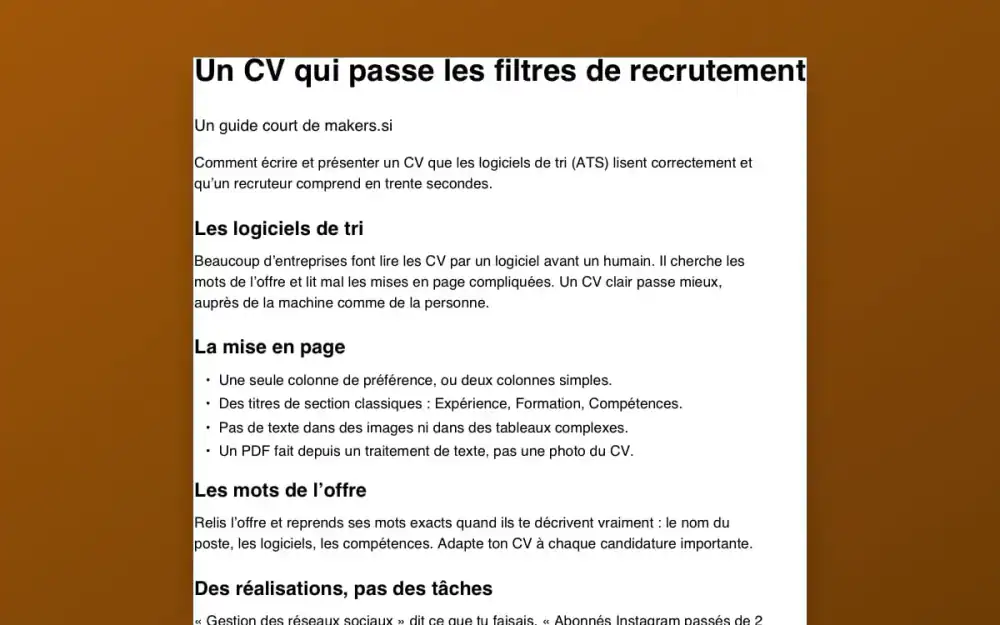 Un CV qui passe les filtres de recrutement
Un guide court de makers.si
Comment écrire et présenter un CV que les logiciels de tri (ATS) lisent correctement et
qu’un recruteur comprend en trente secondes.
Les logiciels de tri
Beaucoup d’entreprises font lire les CV par un logiciel avant un humain. Il cherche les
mots de l’offre et lit mal les mises en page compliquées. Un CV clair passe mieux,
auprès de la machine comme de la personne.
La mise en page
• Une seule colonne de préférence, ou deux colonnes simples.
• Des titres de section classiques : Expérience, Formation, Compétences.
• Pas de texte dans des images ni dans des tableaux complexes.
• Un PDF fait depuis un traitement de texte, pas une photo du CV.
Les mots de l’offre
Relis l’offre et reprends ses mots exacts quand ils te décrivent vraiment : le nom du
poste, les logiciels, les compétences. Adapte ton CV à chaque candidature importante.
Des réalisations, pas des tâches
« Gestion des réseaux sociaux » dit ce que tu faisais. « Abonnés Instagram passés de 2